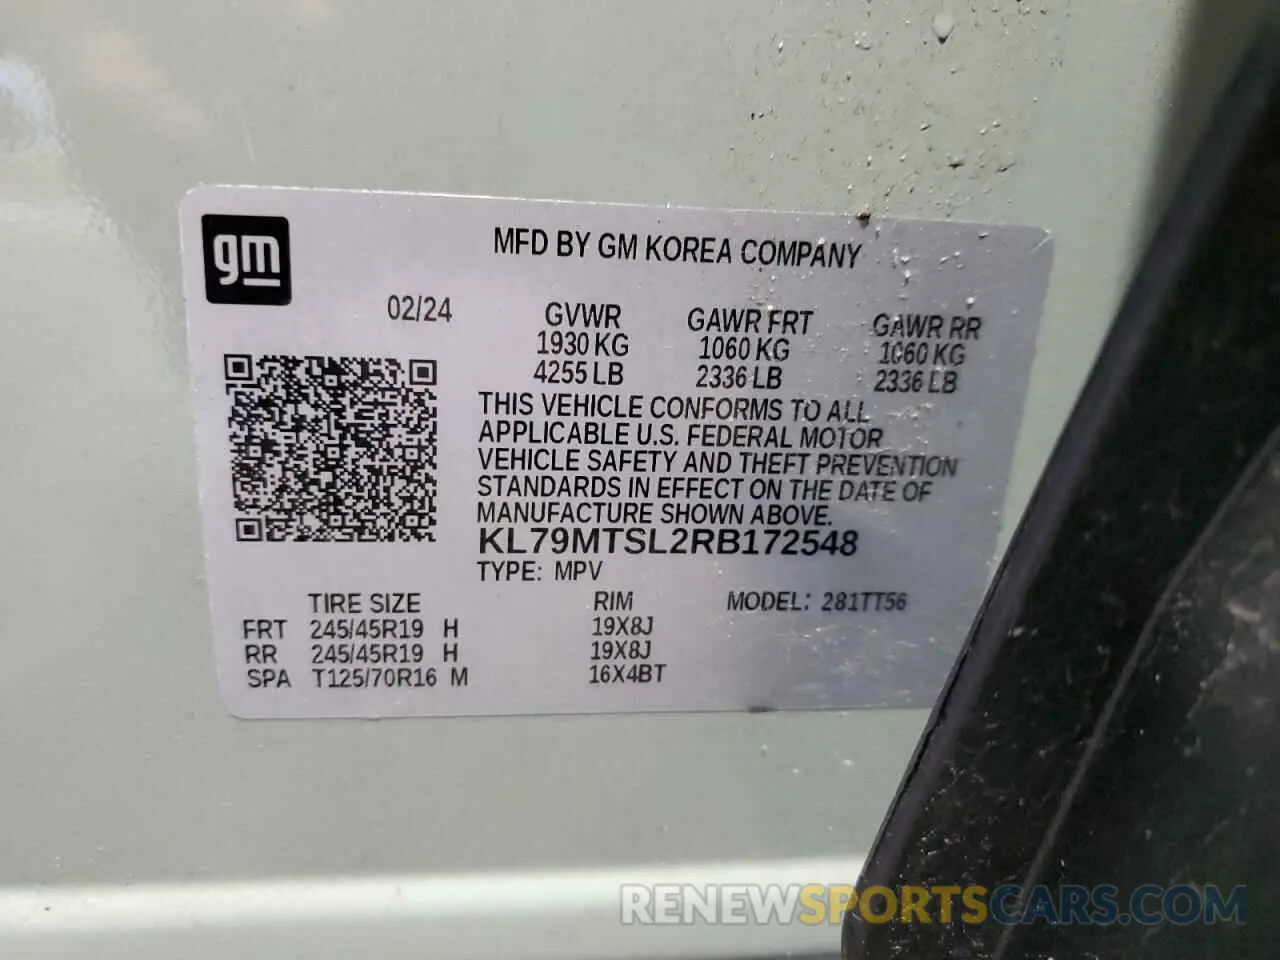 gm
MFD BY GM KOREA COMPANY
02/24 GVWR GAWR FRT GAWR RR
1930 KG 1060 KG 1060 KG
4255 LB 2336 LB 2336 LB
THIS VEHICLE CONFORMS TO ALL
APPLICABLE U.S. FEDERAL MOTOR
VEHICLE SAFETY AND THEFT PREVENTION
STANDARDS IN EFFECT ON THE DATE OF
MANUFACTURE SHOWN ABOVE.
KL79MTSL2RB172548
TYPE: MPV
TIRE SIZE RIM MODEL: 281TT56
FRT 245/45R19 H 19X8J
RR 245/45R19 H 19X8J
SPA T125/70R16 M 16X4BT
RENEWSPORTSCARS.COM